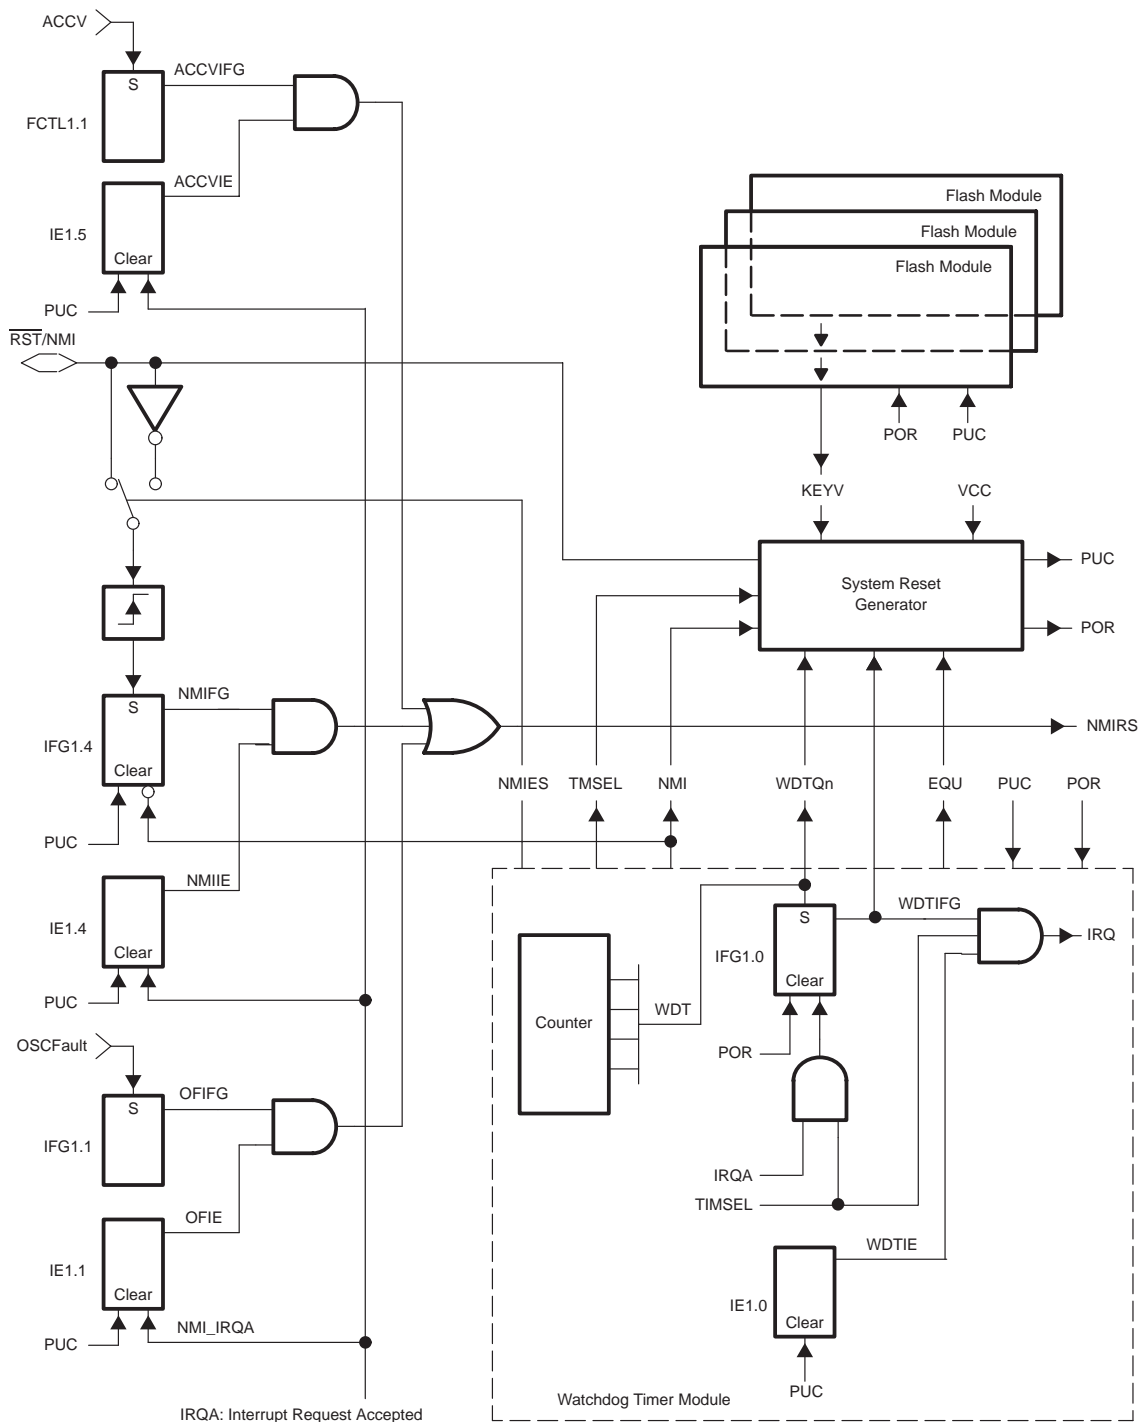 ACCV
S
ACCVIFG
FCTL1.1
ACCVIE
IE1.5
Clear
PUC
RST/NMI
Flash Module
Flash Module
Flash Module
POR
PUC
KEYV
VCC
System Reset
Generator
PUC
POR
S
NMIFG
IFG1.4
Clear
PUC
NMIRS
NMIES
TMSEL
NMI
WDTQn
EQU
PUC
POR
NMIIE
IE1.4
Clear
PUC
S
WDTIFG
IRQ
IFG1.0
Clear
WDT
Counter
POR
OSCFault
S
OFIFG
IFG1.1
IRQA
TIMSEL
OFIE
IE1.1
Clear
PUC
NMI_IRQA
WDTIE
IE1.0
Clear
PUC
Watchdog Timer Module
IRQA: Interrupt Request Accepted